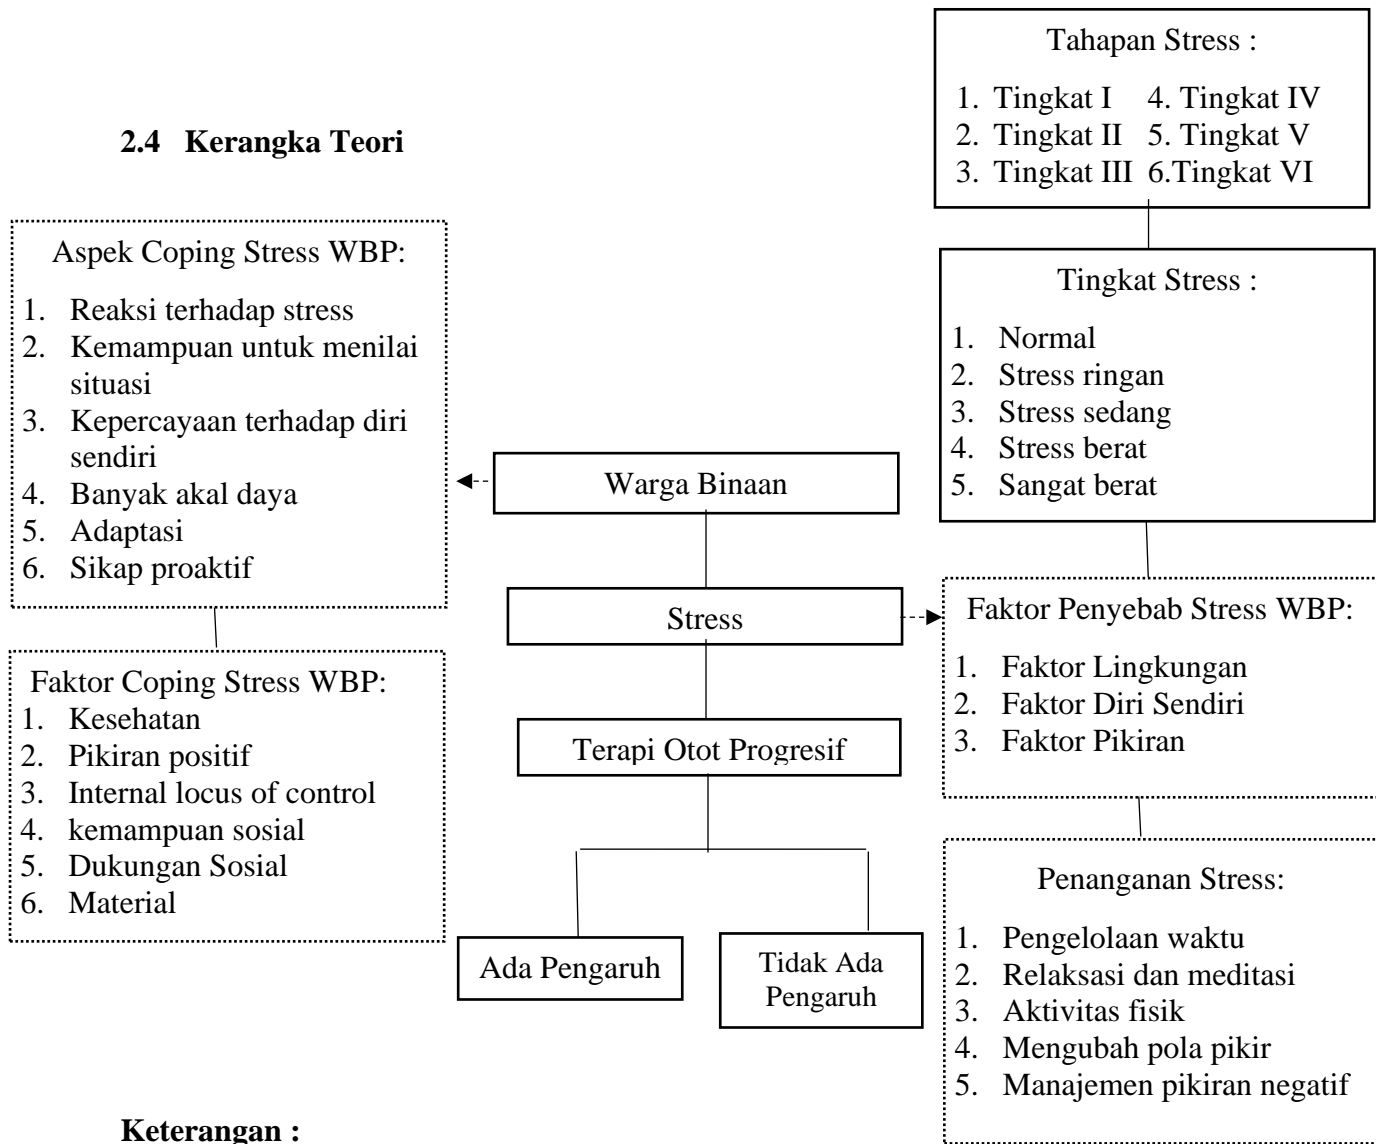 2.4 Kerangka Teori
Tahapan Stress :
1. Tingkat I 4. Tingkat IV
2. Tingkat II 5. Tingkat V
3. Tingkat III 6.Tingkat VI
Aspek Coping Stress WBP:
1. Reaksi terhadap stress
2. Kemampuan untuk menilai
situasi
3. Kepercayaan terhadap diri
sendiri
4. Banyak akal daya
5. Adaptasi
6. Sikap proaktif
Tingkat Stress :
1. Normal
2. Stress ringan
3. Stress sedang
4. Stress berat
5. Sangat berat
Warga Binaan
Stress
Faktor Penyebab Stress WBP:
1. Faktor Lingkungan
2. Faktor Diri Sendiri
3. Faktor Pikiran
Faktor Coping Stress WBP:
1. Kesehatan
2. Pikiran positif
3. Internal locus of control
4. kemampuan sosial
5. Dukungan Sosial
6. Material
Terapi Otot Progresif
Ada Pengaruh
Tidak Ada
Pengaruh
Penanganan Stress:
1. Pengelolaan waktu
2. Relaksasi dan meditasi
3. Aktivitas fisik
4. Mengubah pola pikir
5. Manajemen pikiran negatif
Keterangan :